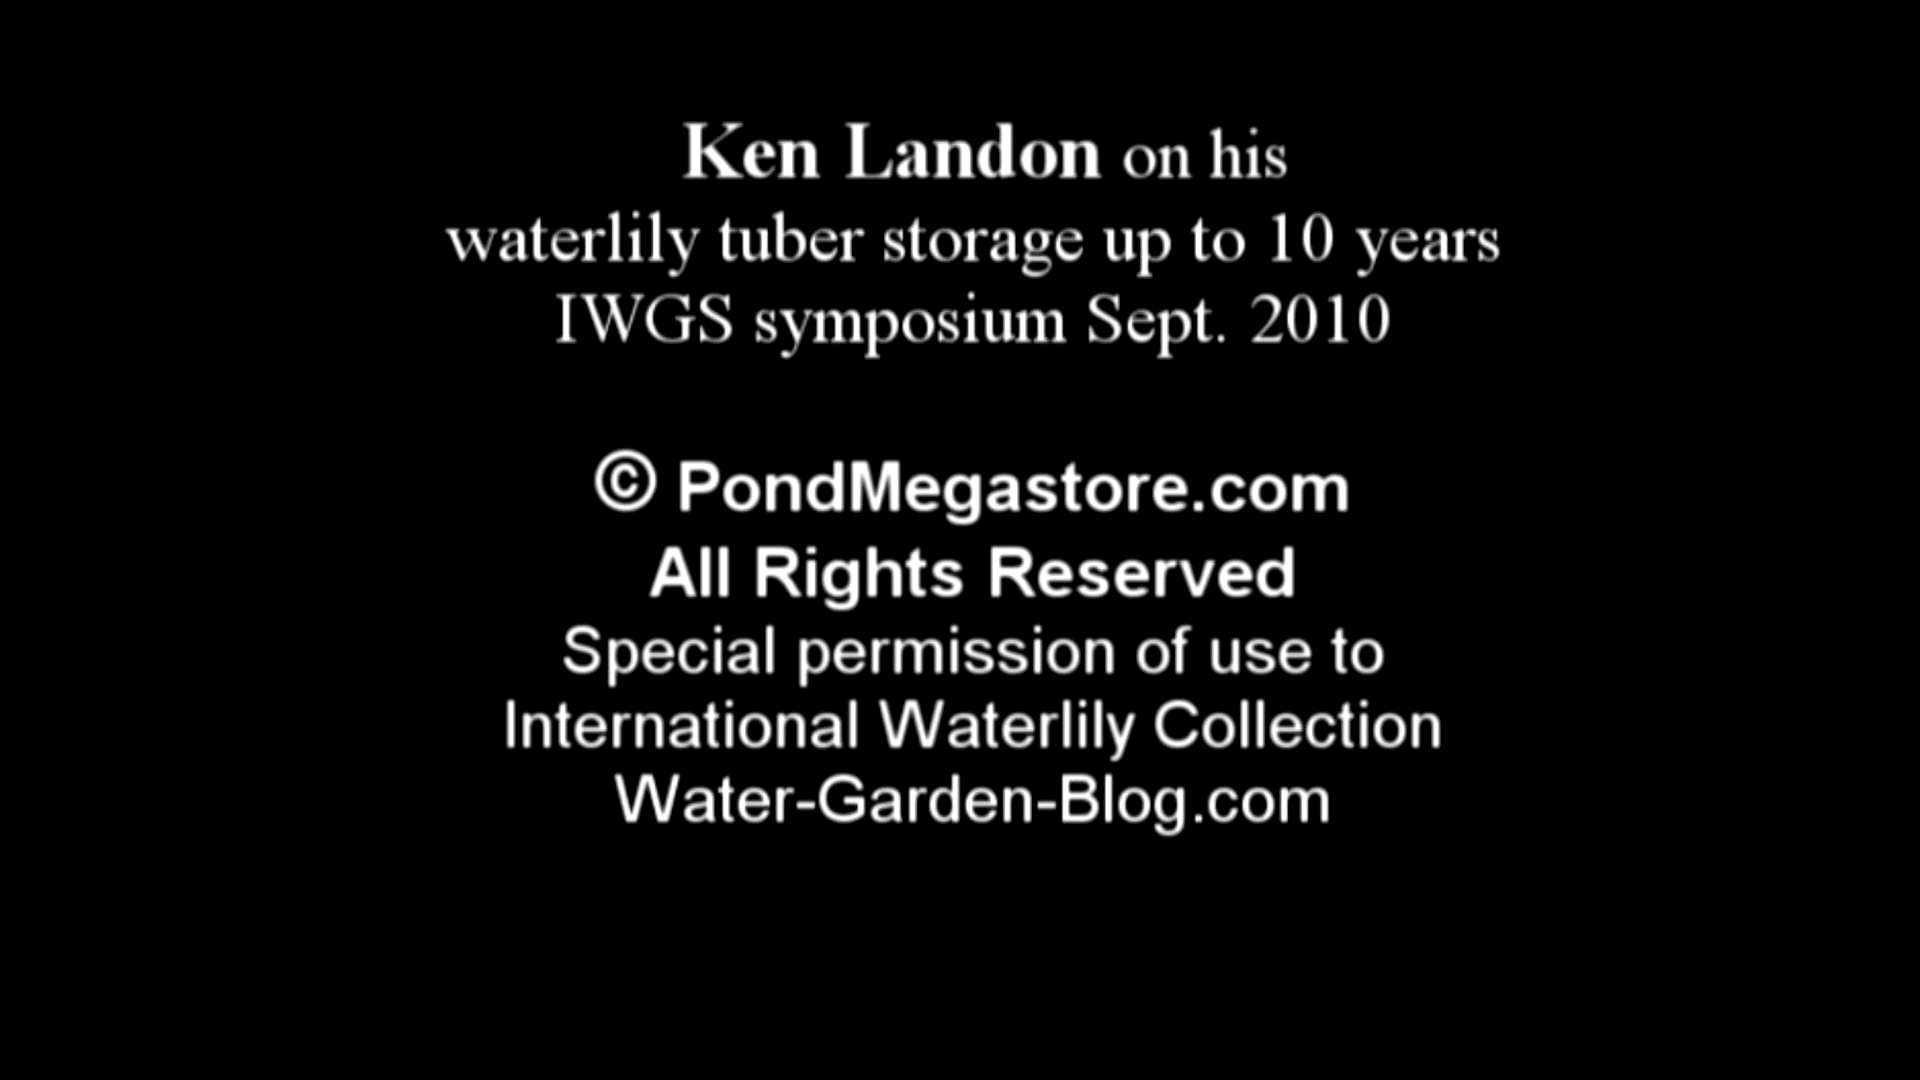 Ken Landon on his
waterlily tuber storage up to 10 years
IWGS symposium Sept. 2010
© PondMegastore.com
All Rights Reserved
Special permission of use to
International Waterlily Collection
Water-Garden-Blog.com